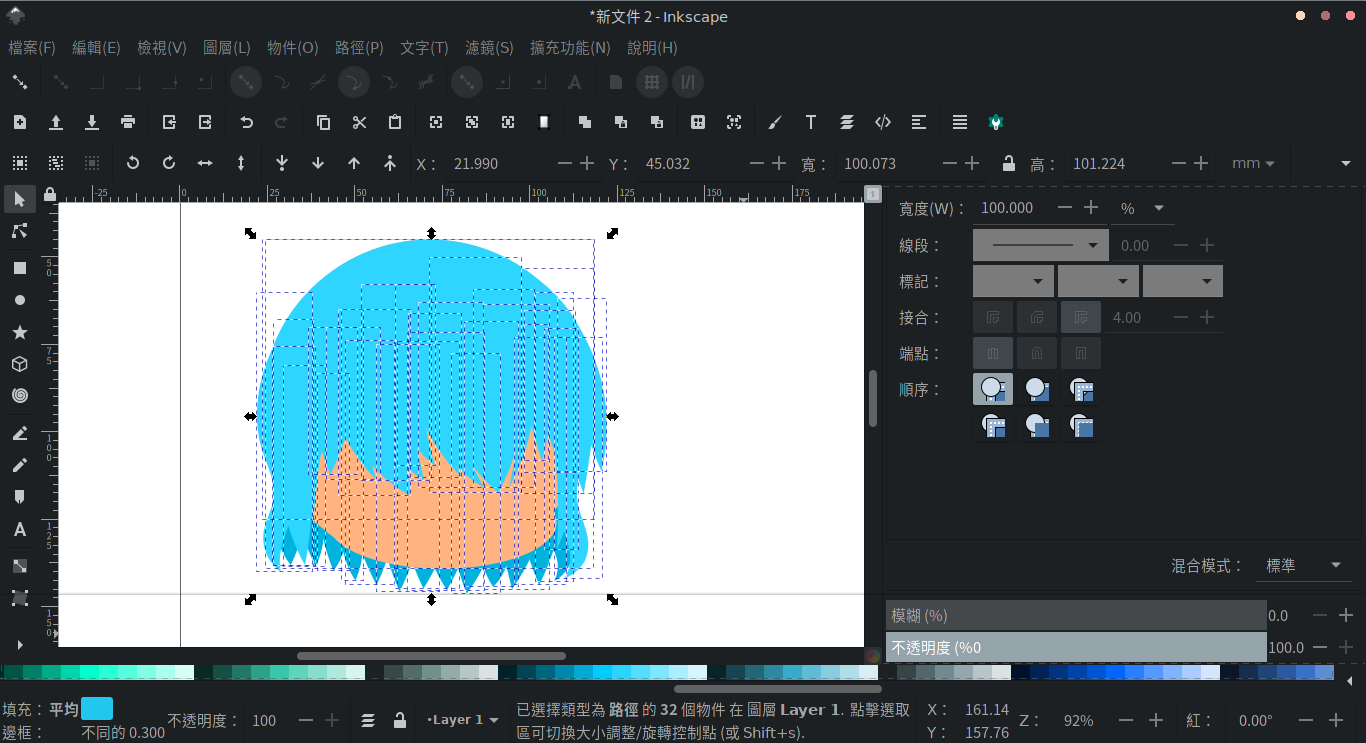 *新文件 2 - Inkscape
檔案(F) 編輯(E) 檢視(V) 圖層(L) 物件(O) 路徑(P) 文字(T) 濾鏡(S) 擴充功能(N) 說明(H)
X： 21.990 Y： 45.032 寬： 100.073 高： 101.224 mm
-25 0 25 50 75 100 125 150 175 1
寬度(W)： 100.000 %
線段： 0.00
標記：
接合： 4.00
端點：
順序：
50
75
100
125
150
混合模式： 標準
模糊 (%) 0.0
不透明度 (%0 100.0
填充： 平均 不透明度： 100 •Layer 1 已選擇類型為 路徑 的 32 個物件 在 圖層 Layer 1. 點擊選取 X： 161.14 Z： 92% 紅： 0.00°
邊框： 不同的 0.300 區可切換大小調整/旋轉控制點 (或 Shift+s). Y： 157.76